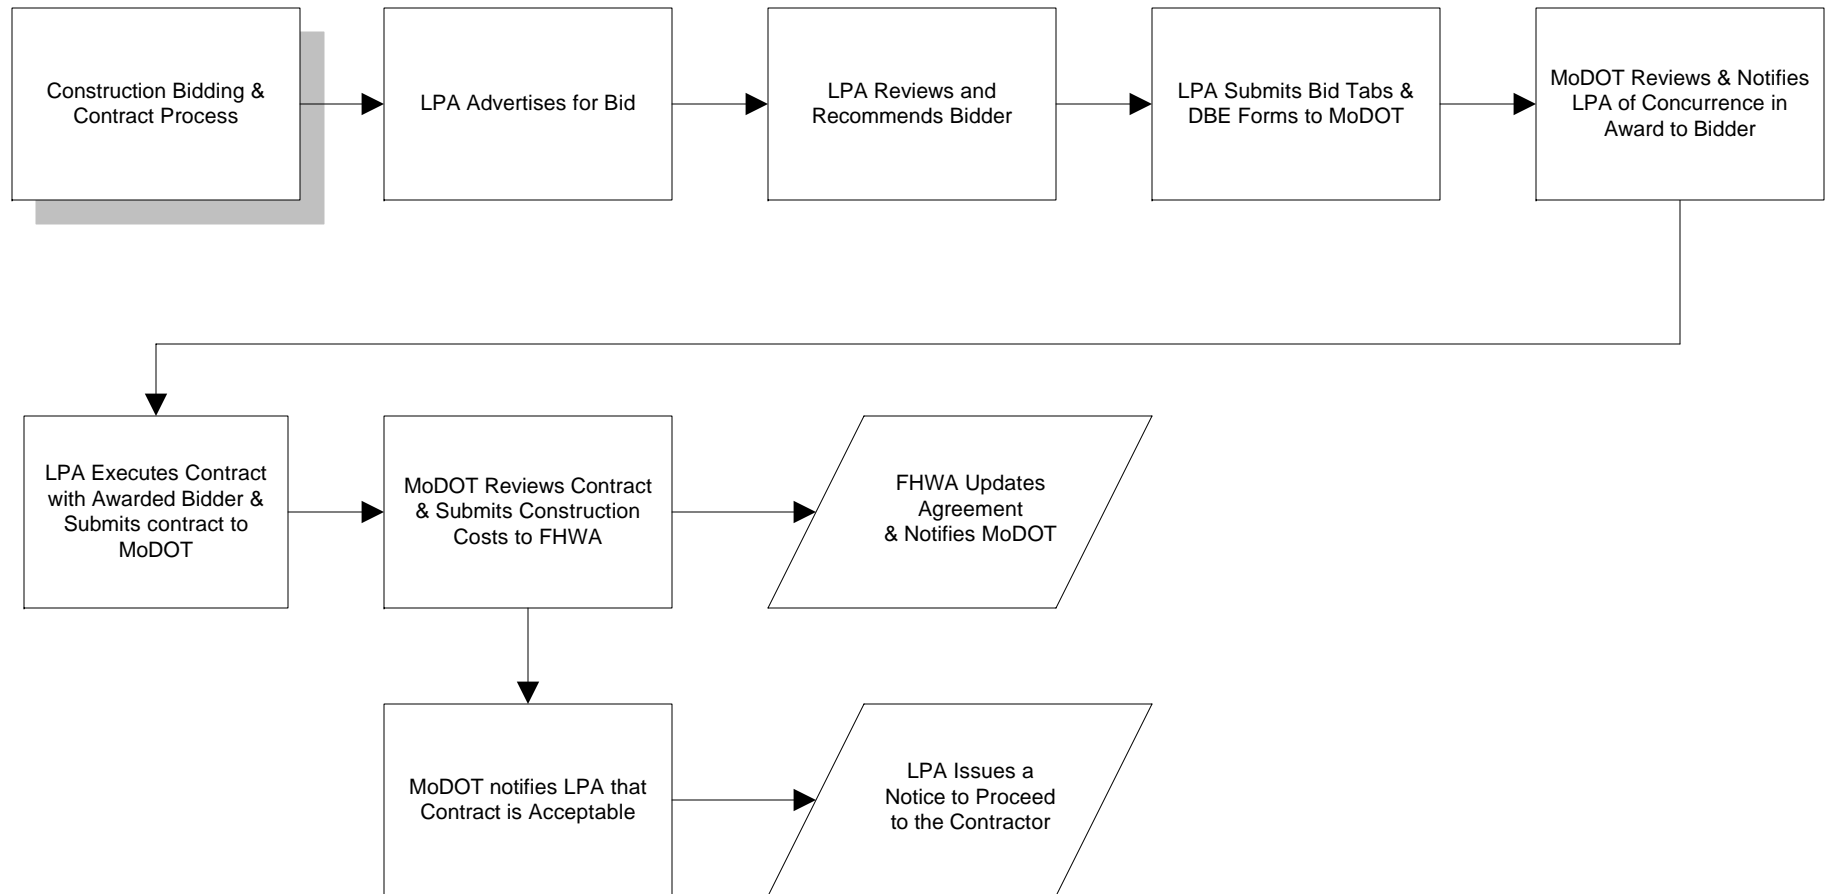 Construction Bidding &
Contract Process
LPA Advertises for Bid
LPA Reviews and
Recommends Bidder
LPA Submits Bid Tabs &
DBE Forms to MoDOT
MoDOT Reviews & Notifies
LPA of Concurrence in
Award to Bidder
LPA Executes Contract
with Awarded Bidder &
Submits contract to
MoDOT
MoDOT Reviews Contract
& Submits Construction
Costs to FHWA
FHWA Updates
Agreement
& Notifies MoDOT
MoDOT notifies LPA that
Contract is Acceptable
LPA Issues a
Notice to Proceed
to the Contractor